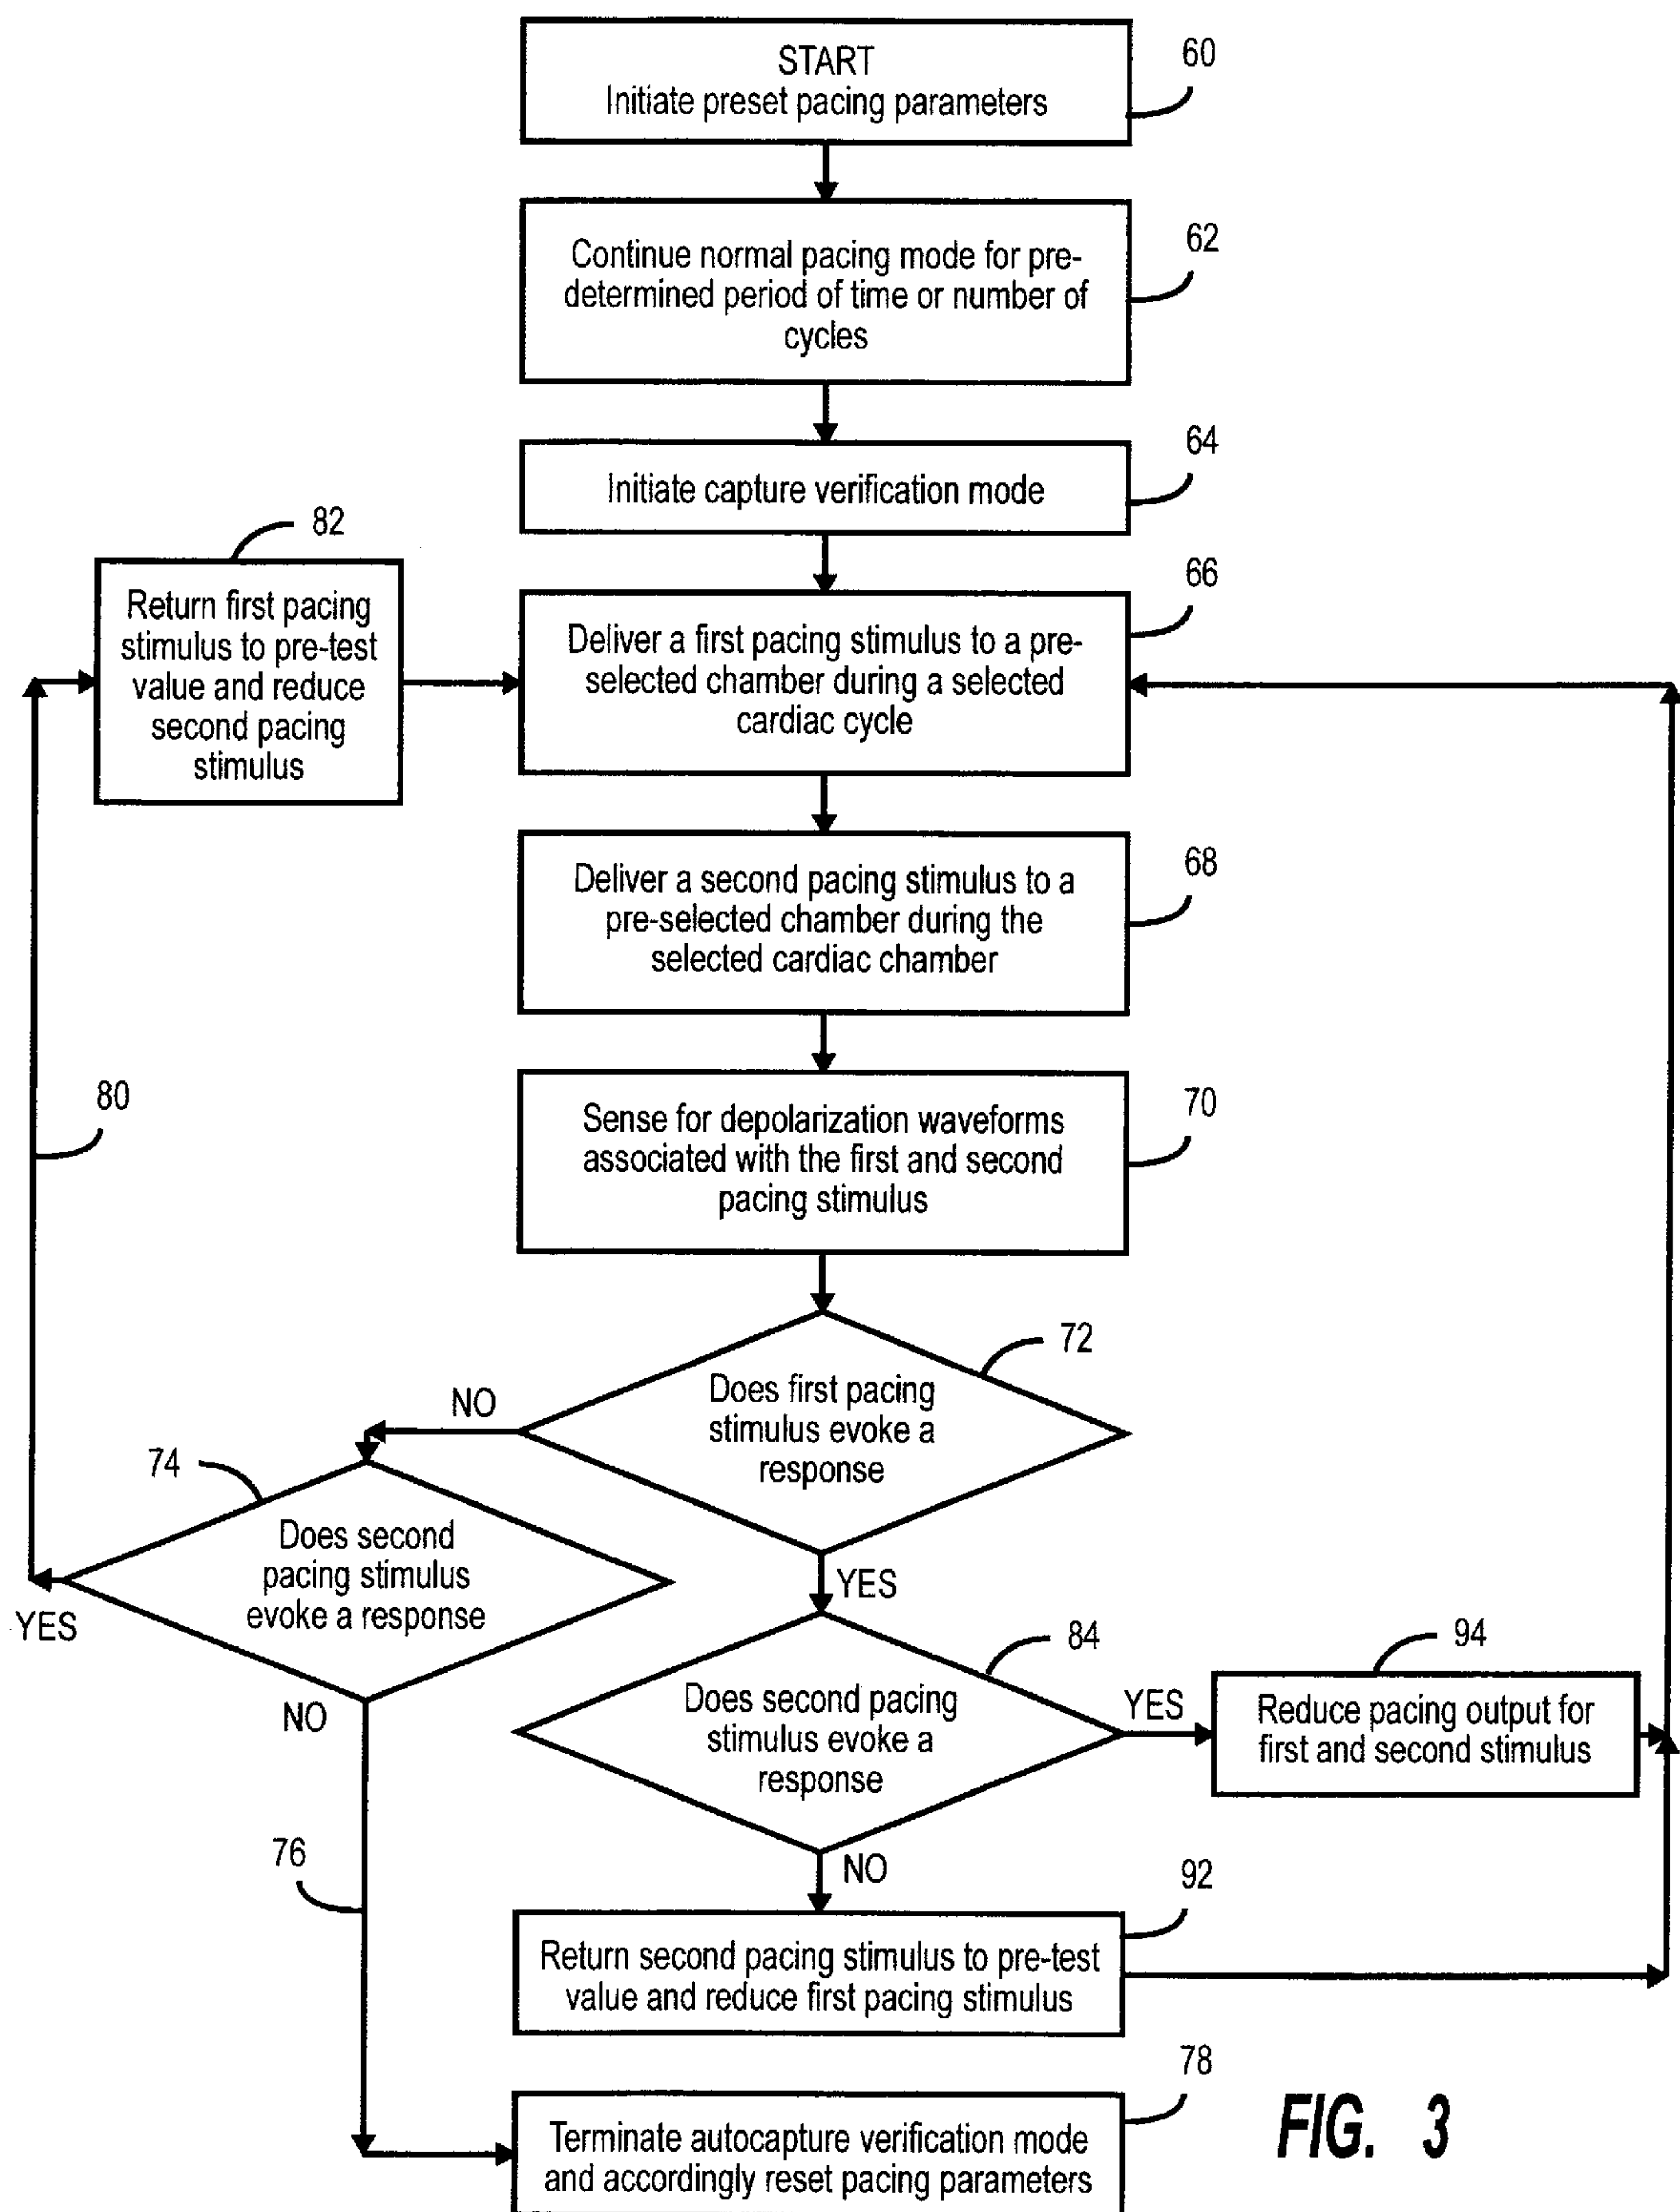 START
Initiate preset pacing parameters
60
Continue normal pacing mode for pre-
determined period of time or number of
cycles
62
Initiate capture verification mode
64
82
Return first pacing
stimulus to pre-test
value and reduce
second pacing
stimulus
66
Deliver a first pacing stimulus to a pre-
selected chamber during a selected
cardiac cycle
68
Deliver a second pacing stimulus to a
pre-selected chamber during the
selected cardiac chamber
80
70
Sense for depolarization waveforms
associated with the first and second
pacing stimulus
72
Does first pacing
stimulus evoke a
response
NO
74
Does second
pacing stimulus
evoke a response
YES
NO
YES
84
Does second pacing
stimulus evoke a
response
YES
94
Reduce pacing output for
first and second stimulus
76
NO
92
Return second pacing stimulus to pre-test
value and reduce first pacing stimulus
78
Terminate autocapture verification mode
and accordingly reset pacing parameters
FIG. 3